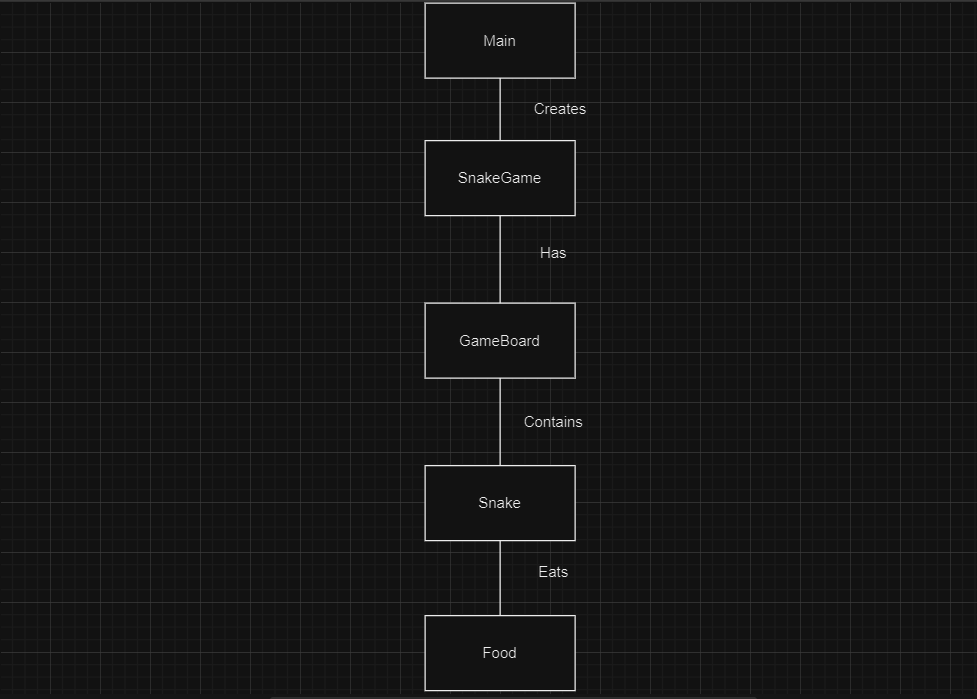 Main
Creates
SnakeGame
Has
GameBoard
Contains
Snake
Eats
Food